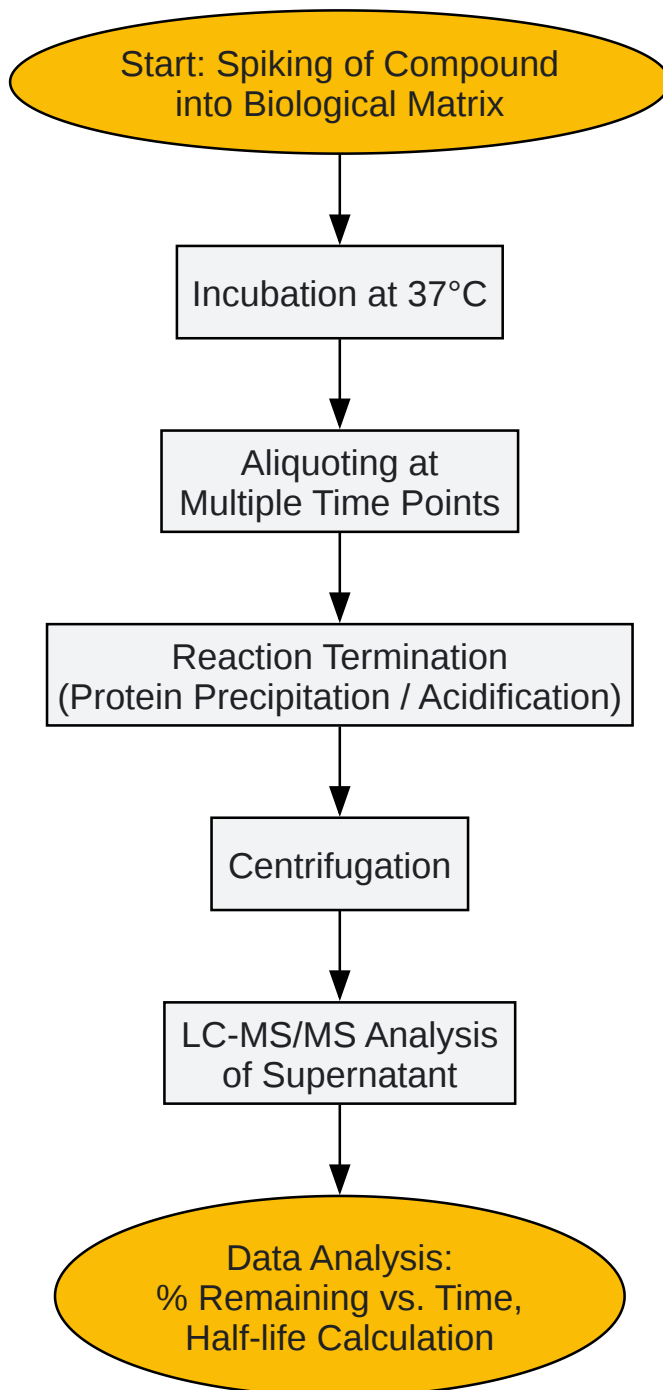 Start: Spiking of Compound
into Biological Matrix
Incubation at 37°C
Aliquoting at
Multiple Time Points
Reaction Termination
(Protein Precipitation / Acidification)
Centrifugation
LC-MS/MS Analysis
of Supernatant
Data Analysis:
% Remaining vs. Time,
Half-life Calculation